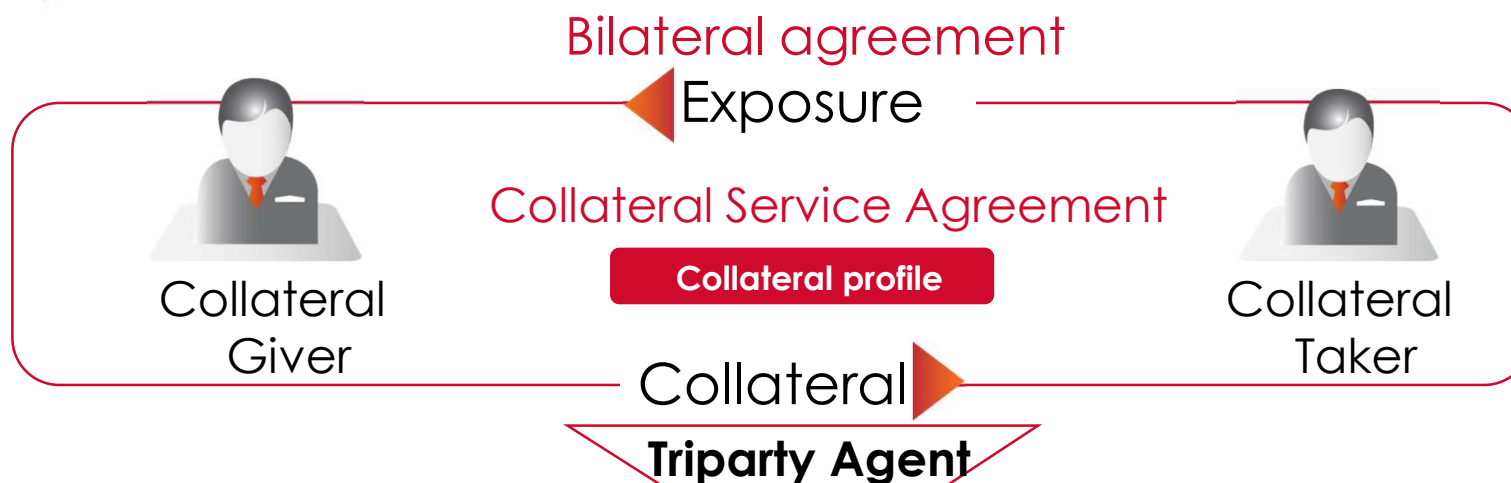 Bilateral agreement
Exposure
Collateral Service Agreement
Collateral profile
Collateral
Giver
Collateral
Taker
Collateral
Triparty Agent